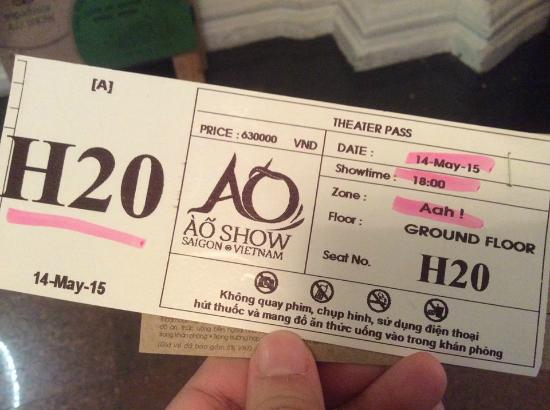 [A]
H20
14-May-15
THEATER PASS
PRICE : 630000 VND
DATE : 14-May-15
Showtime : 18:00
Zone : Aah !
Floor : GROUND FLOOR
Seat No. H20
AO
ÀÕ SHOW
SAIGON VIETNAM
Không quay phim, chụp hình, sử dụng điện thoại
hút thuốc và mang đồ ăn thức uống vào trong khán phòng